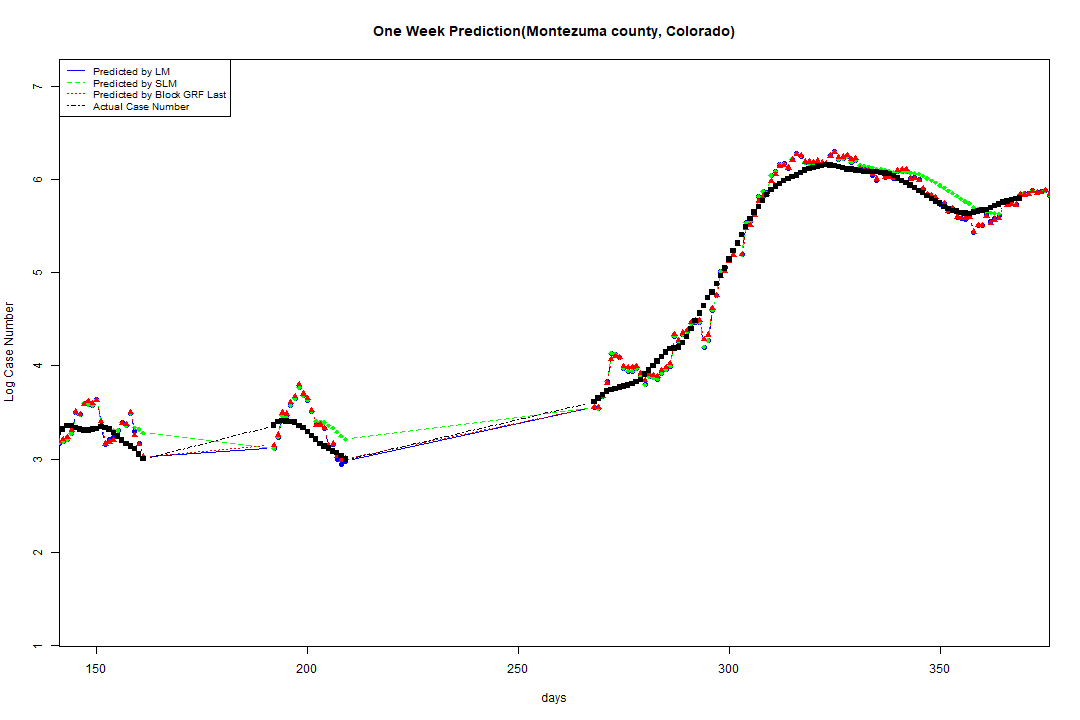 One Week Prediction(Montezuma county, Colorado)
Predicted by LM
Predicted by SLM
Predicted by Block GRF Last
Actual Case Number
7
6
5
4
3
2
1
Log Case Number
150
200
250
300
350
days